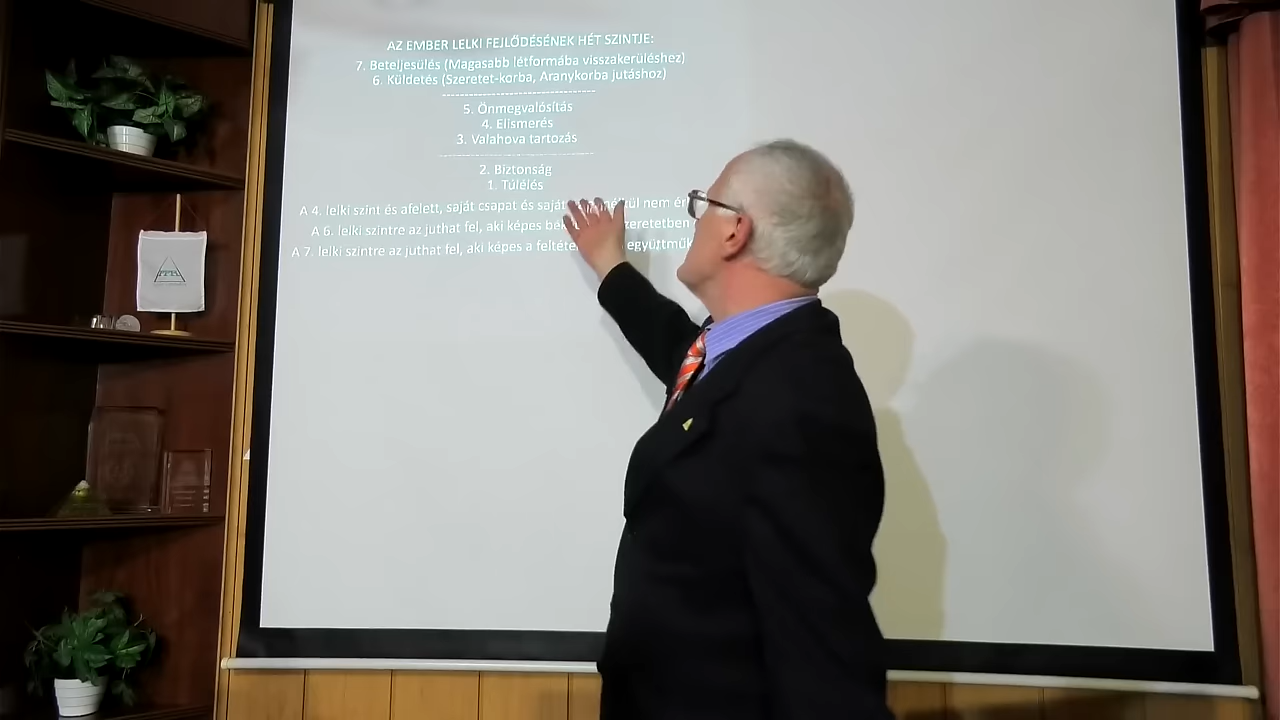 AZ EMBER LELKI FEJLŐDÉSÉNEK HÉT SZINTJE:
7. Beteljesülés (Magasabb létformába visszakerüléshez)
6. Küldetés (Szeretet-korba, Aranykorba jutáshoz)
5. Önmegvalósítás
4. Elismerés
3. Valahova tartozás
2. Biztonság
1. Túlélés
A 4. lelki szint és afelett, saját csapat és saját nem
A 6. lelki szintre az juthat fel, aki képes
A 7. lelki szintre az juthat fel, aki képes a